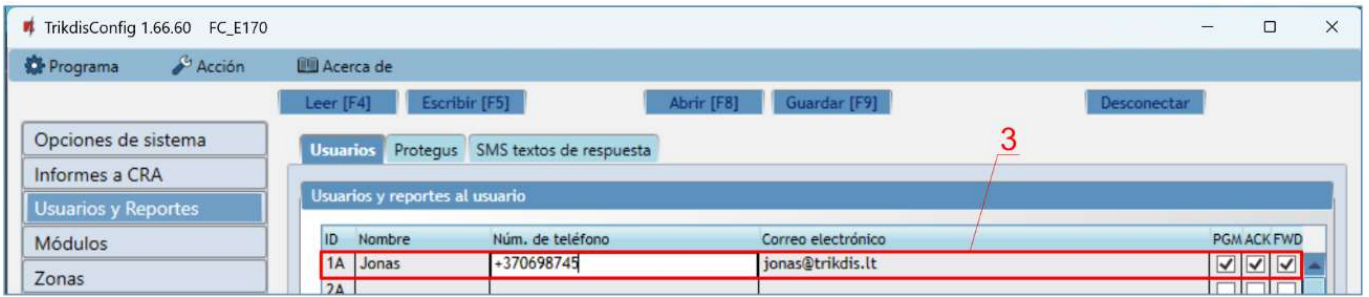 TrikdisConfig 1.66.60 FC_E170
Programa Acción Acerca de
Leer [F4] Escribir [F5] Abrir [F8] Guardar [F9] Desconectar
Opciones de sistema
Informes a CRA
Usuarios y Reportes
Módulos
Zonas
Usuarios Protegus SMS textos de respuesta
3
Usuarios y reportes al usuario
ID Nombre Núm. de teléfono Correo electrónico PGM ACK FWD
1A Jonas +370698745 jonas@trikdis.lt
2A